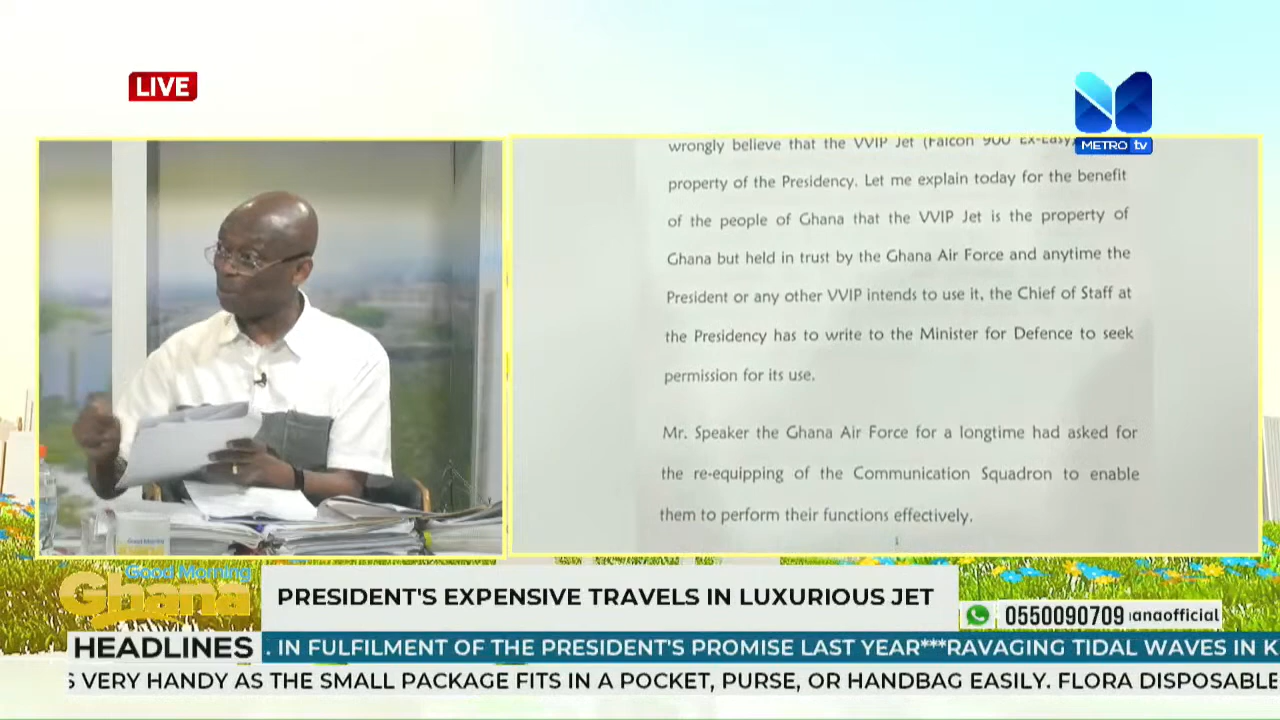 LIVE
METRO tv
wrongly believe that the VVIP Jet (Falcon 900 Ex-Easy)
property of the Presidency. Let me explain today for the benefit
of the people of Ghana that the VVIP Jet is the property of
Ghana but held in trust by the Ghana Air Force and anytime the
President or any other VVIP intends to use it, the Chief of Staff at
the Presidency has to write to the Minister for Defence to seek
permission for its use.
Mr. Speaker the Ghana Air Force for a longtime had asked for
the re-equipping of the Communication Squadron to enable
them to perform their functions effectively.
1
Good Morning
Ghana
PRESIDENT'S EXPENSIVE TRAVELS IN LUXURIOUS JET
0550090709 anaofficial
HEADLINES . IN FULFILMENT OF THE PRESIDENT'S PROMISE LAST YEAR***RAVAGING TIDAL WAVES IN K
S VERY HANDY AS THE SMALL PACKAGE FITS IN A POCKET, PURSE, OR HANDBAG EASILY. FLORA DISPOSABLE